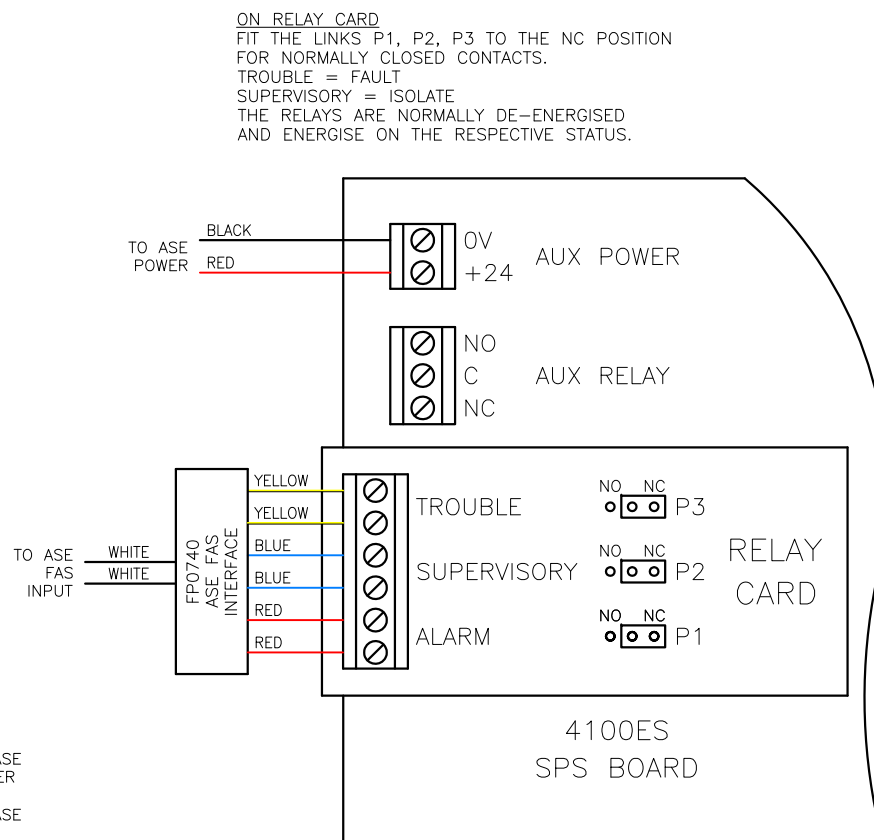 ON RELAY CARD
FIT THE LINKS P1, P2, P3 TO THE NC POSITION
FOR NORMALLY CLOSED CONTACTS.
TROUBLE = FAULT
SUPERVISORY = ISOLATE
THE RELAYS ARE NORMALLY DE-ENERGISED
AND ENERGISE ON THE RESPECTIVE STATUS.
TO ASE
POWER
BLACK
RED
0V
+24
AUX POWER
NO
C
NC
AUX RELAY
TO ASE
FAS
INPUT
WHITE
WHITE
FP0740
ASE FAS
INTERFACE
YELLOW
YELLOW
BLUE
BLUE
RED
RED
TROUBLE
SUPERVISORY
ALARM
NO NC
P3
NO NC
P2
NO NC
P1
RELAY
CARD
4100ES
SPS BOARD
ASE
ASE